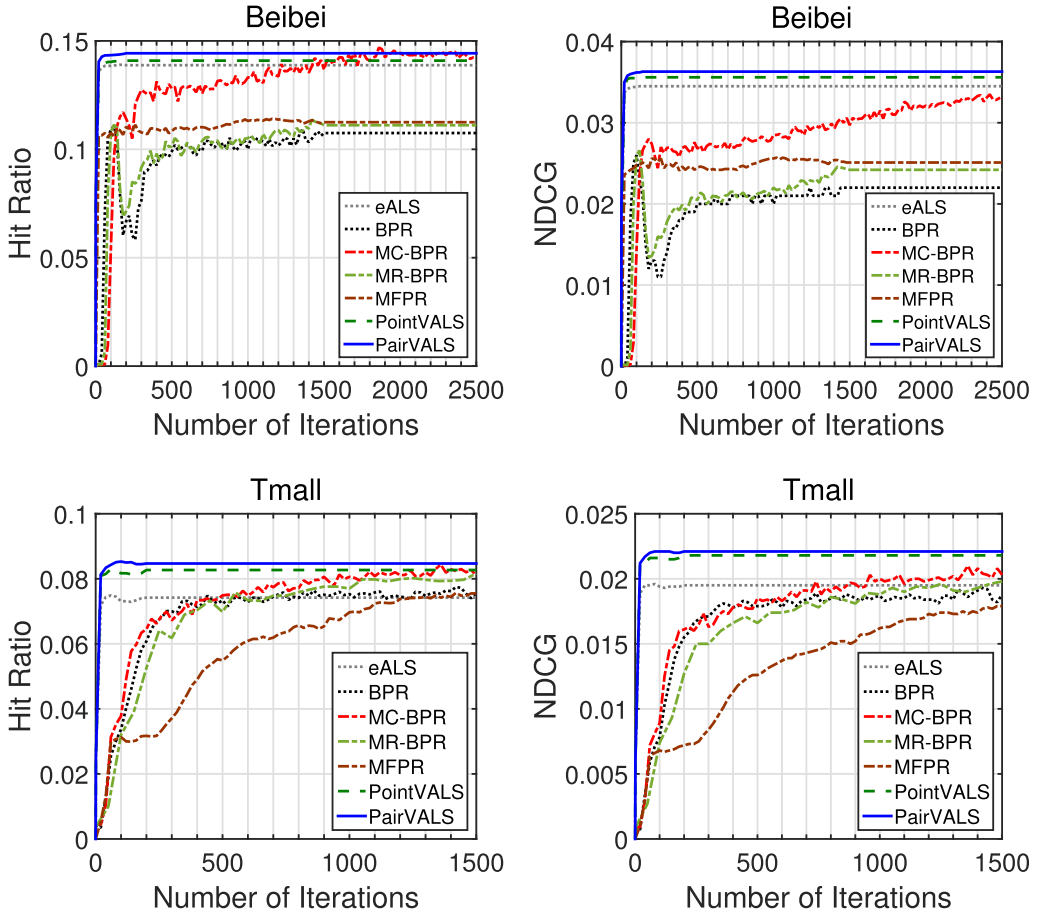 Beibei
0.15
0.1
0.05
0
Hit Ratio
eALS
BPR
MC-BPR
MR-BPR
MFPR
PointVALS
PairVALS
0 500 1000 1500 2000 2500
Number of Iterations
Beibei
0.04
0.03
0.02
0.01
0
NDCG
eALS
BPR
MC-BPR
MR-BPR
MFPR
PointVALS
PairVALS
0 500 1000 1500 2000 2500
Number of Iterations
Tmall
0.1
0.08
0.06
0.04
0.02
0
Hit Ratio
eALS
BPR
MC-BPR
MR-BPR
MFPR
PointVALS
PairVALS
0 500 1000 1500
Number of Iterations
Tmall
0.025
0.02
0.015
0.01
0.005
0
NDCG
eALS
BPR
MC-BPR
MR-BPR
MFPR
PointVALS
PairVALS
0 500 1000 1500
Number of Iterations